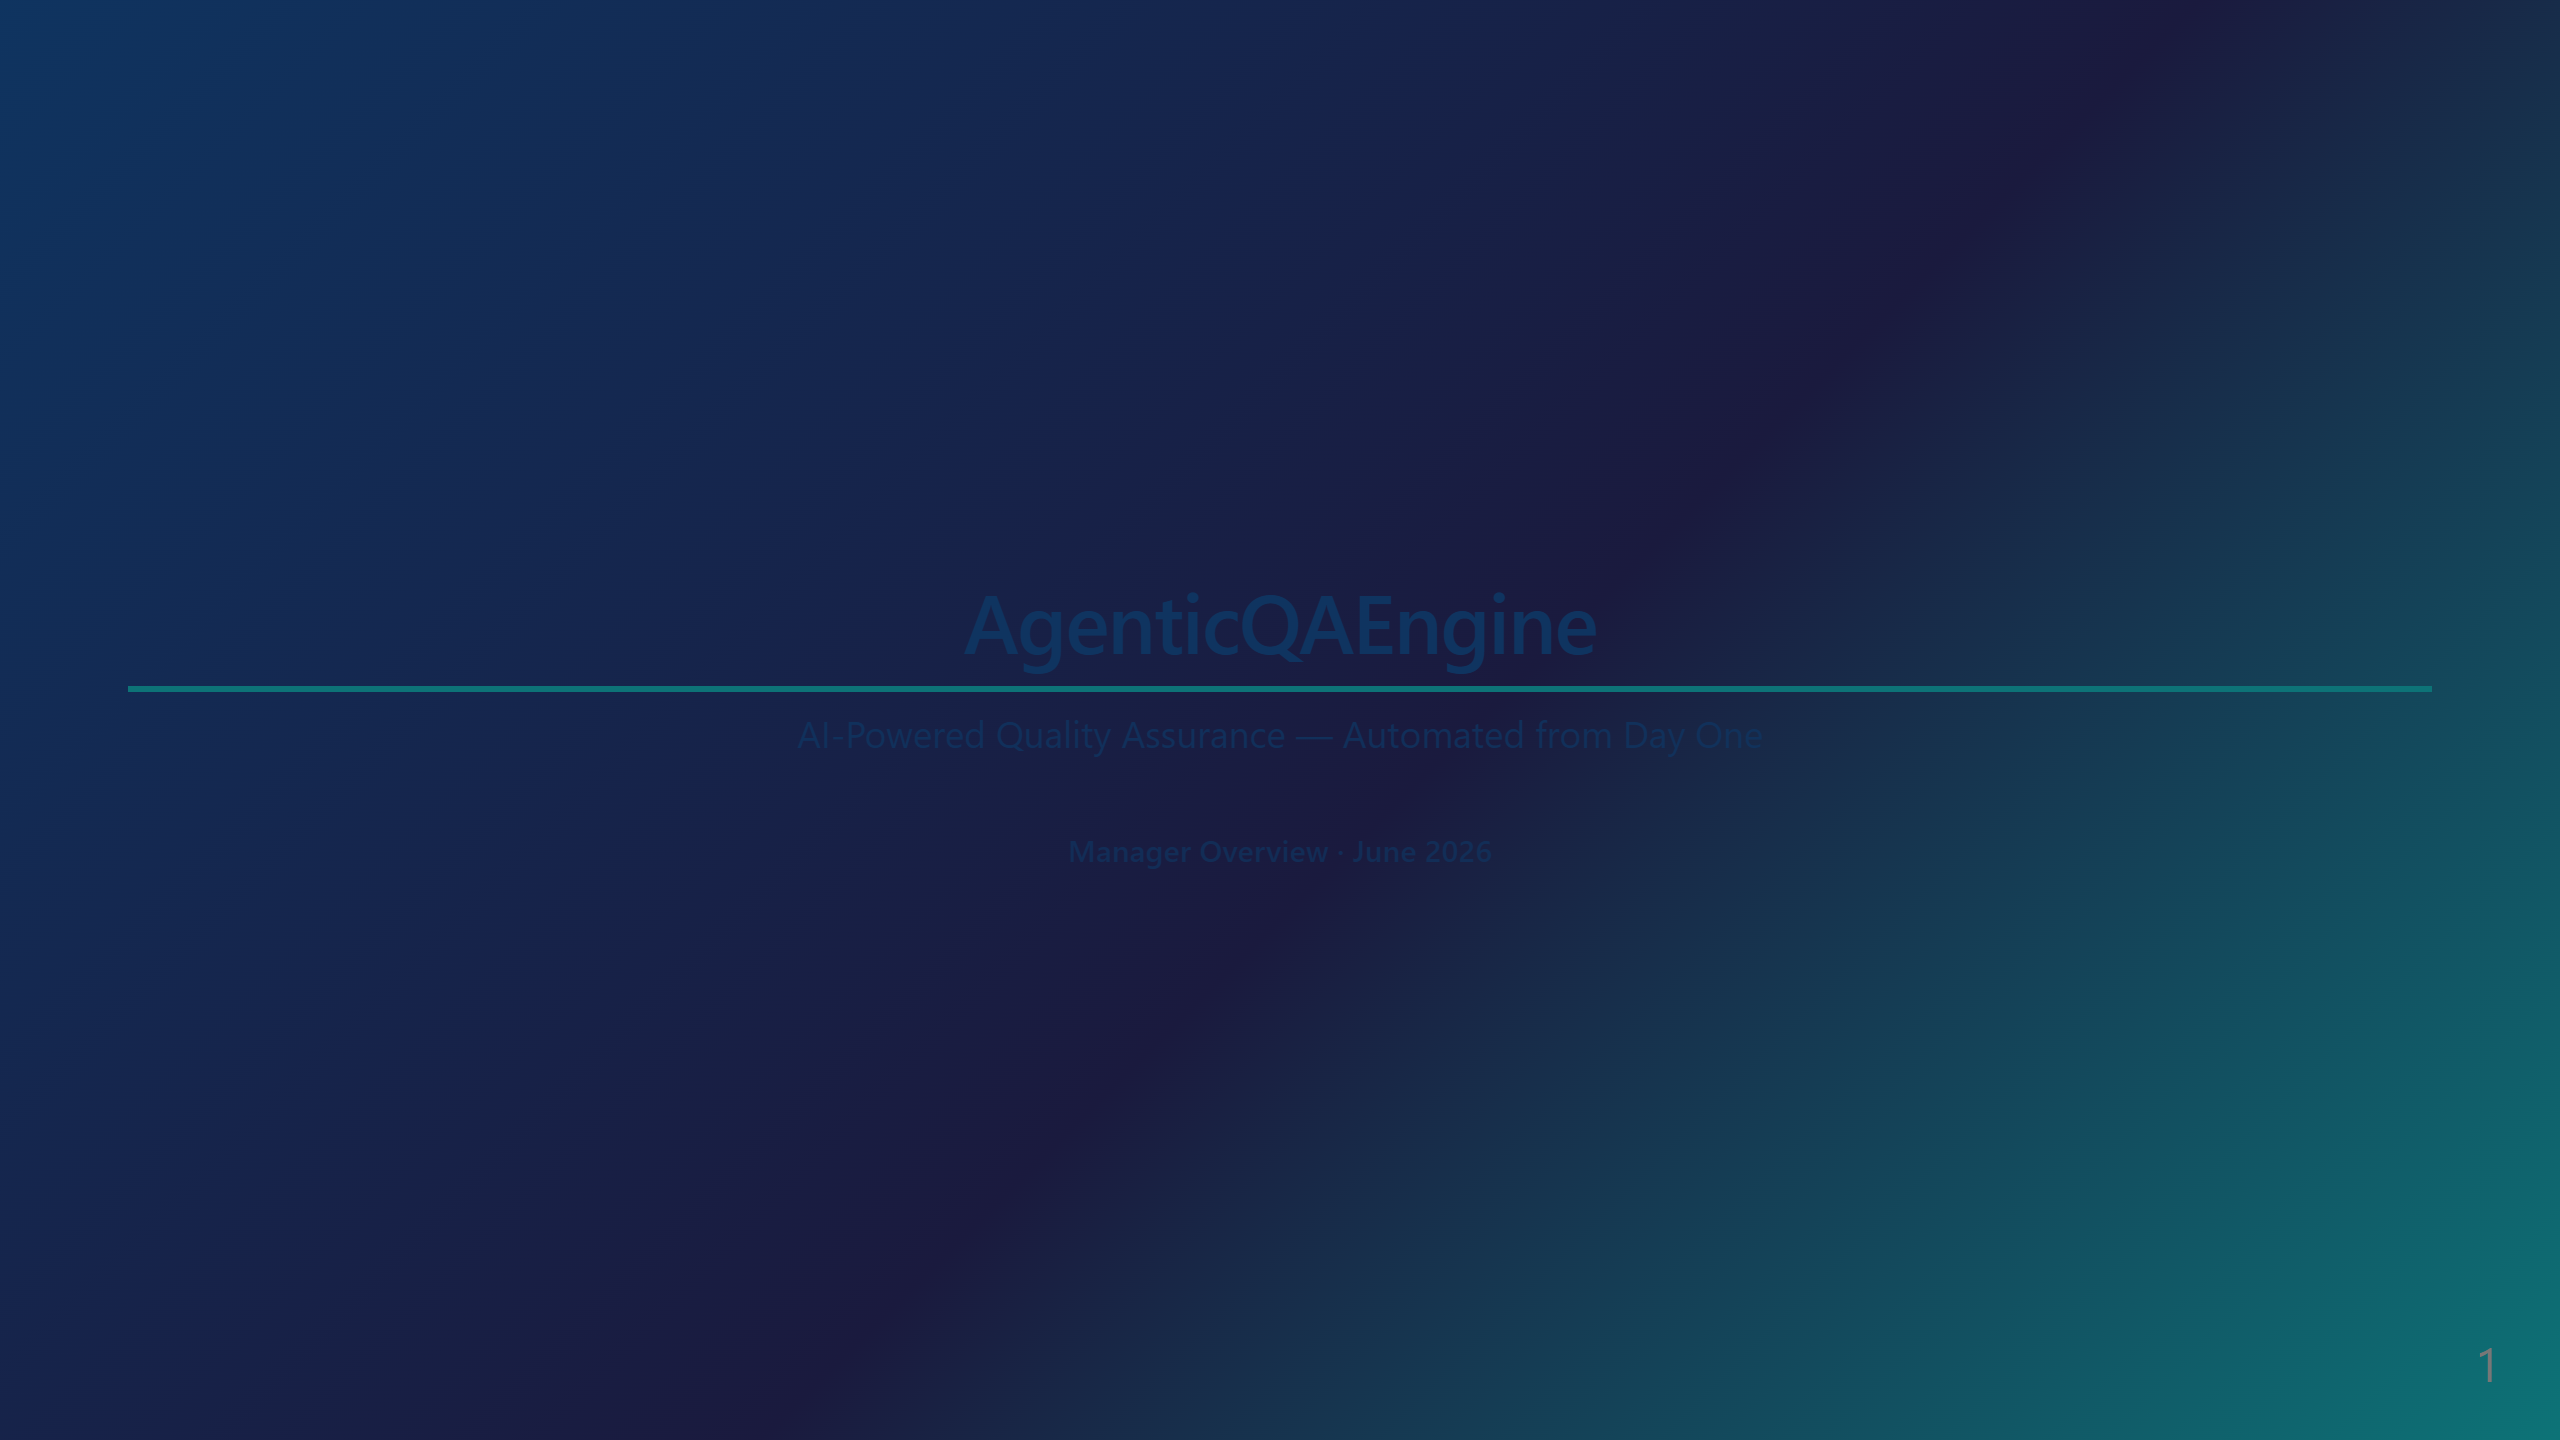 AgenticQAEngine
AI-Powered Quality Assurance — Automated from Day One
Manager Overview · June 2026
1